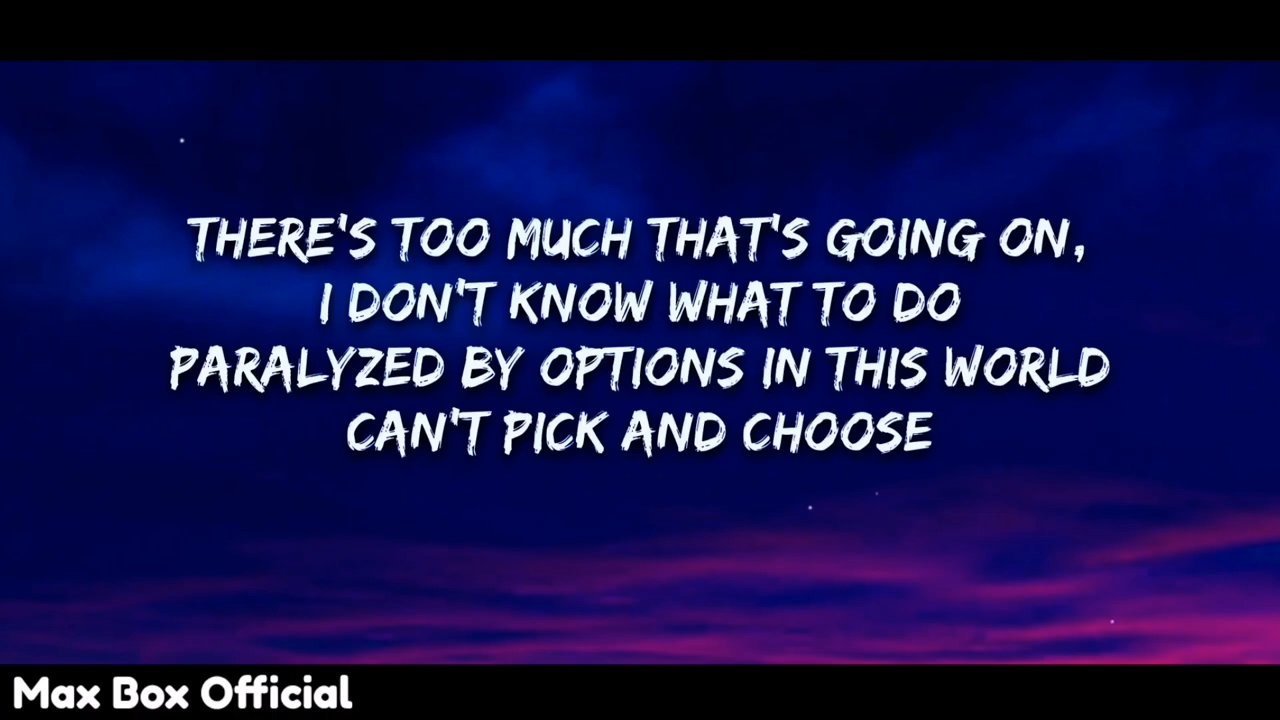 THERE'S TOO MUCH THAT'S GOING ON,
I DON'T KNOW WHAT TO DO
PARALYZED BY OPTIONS IN THIS WORLD
CAN'T PICK AND CHOOSE
Max Box Official